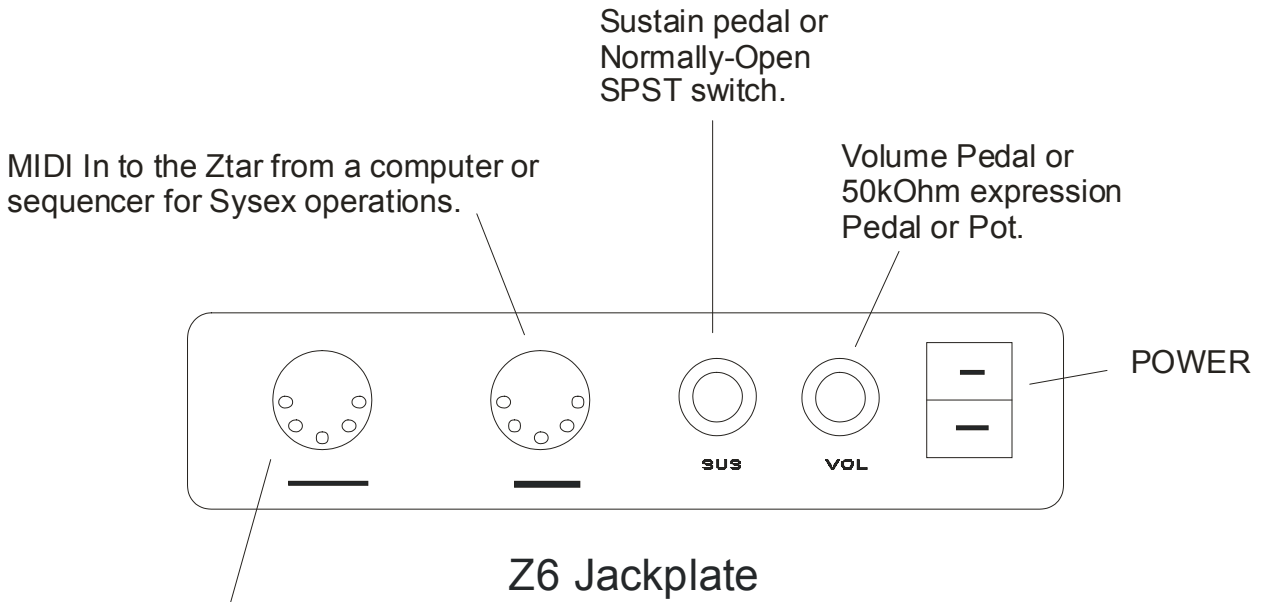 Sustain pedal or
Normally-Open
SPST switch.
MIDI In to the Ztar from a computer or
sequencer for Sysex operations.
Volume Pedal or
50kOhm expression
Pedal or Pot.
POWER
SUS
VOL
Z6 Jackplate